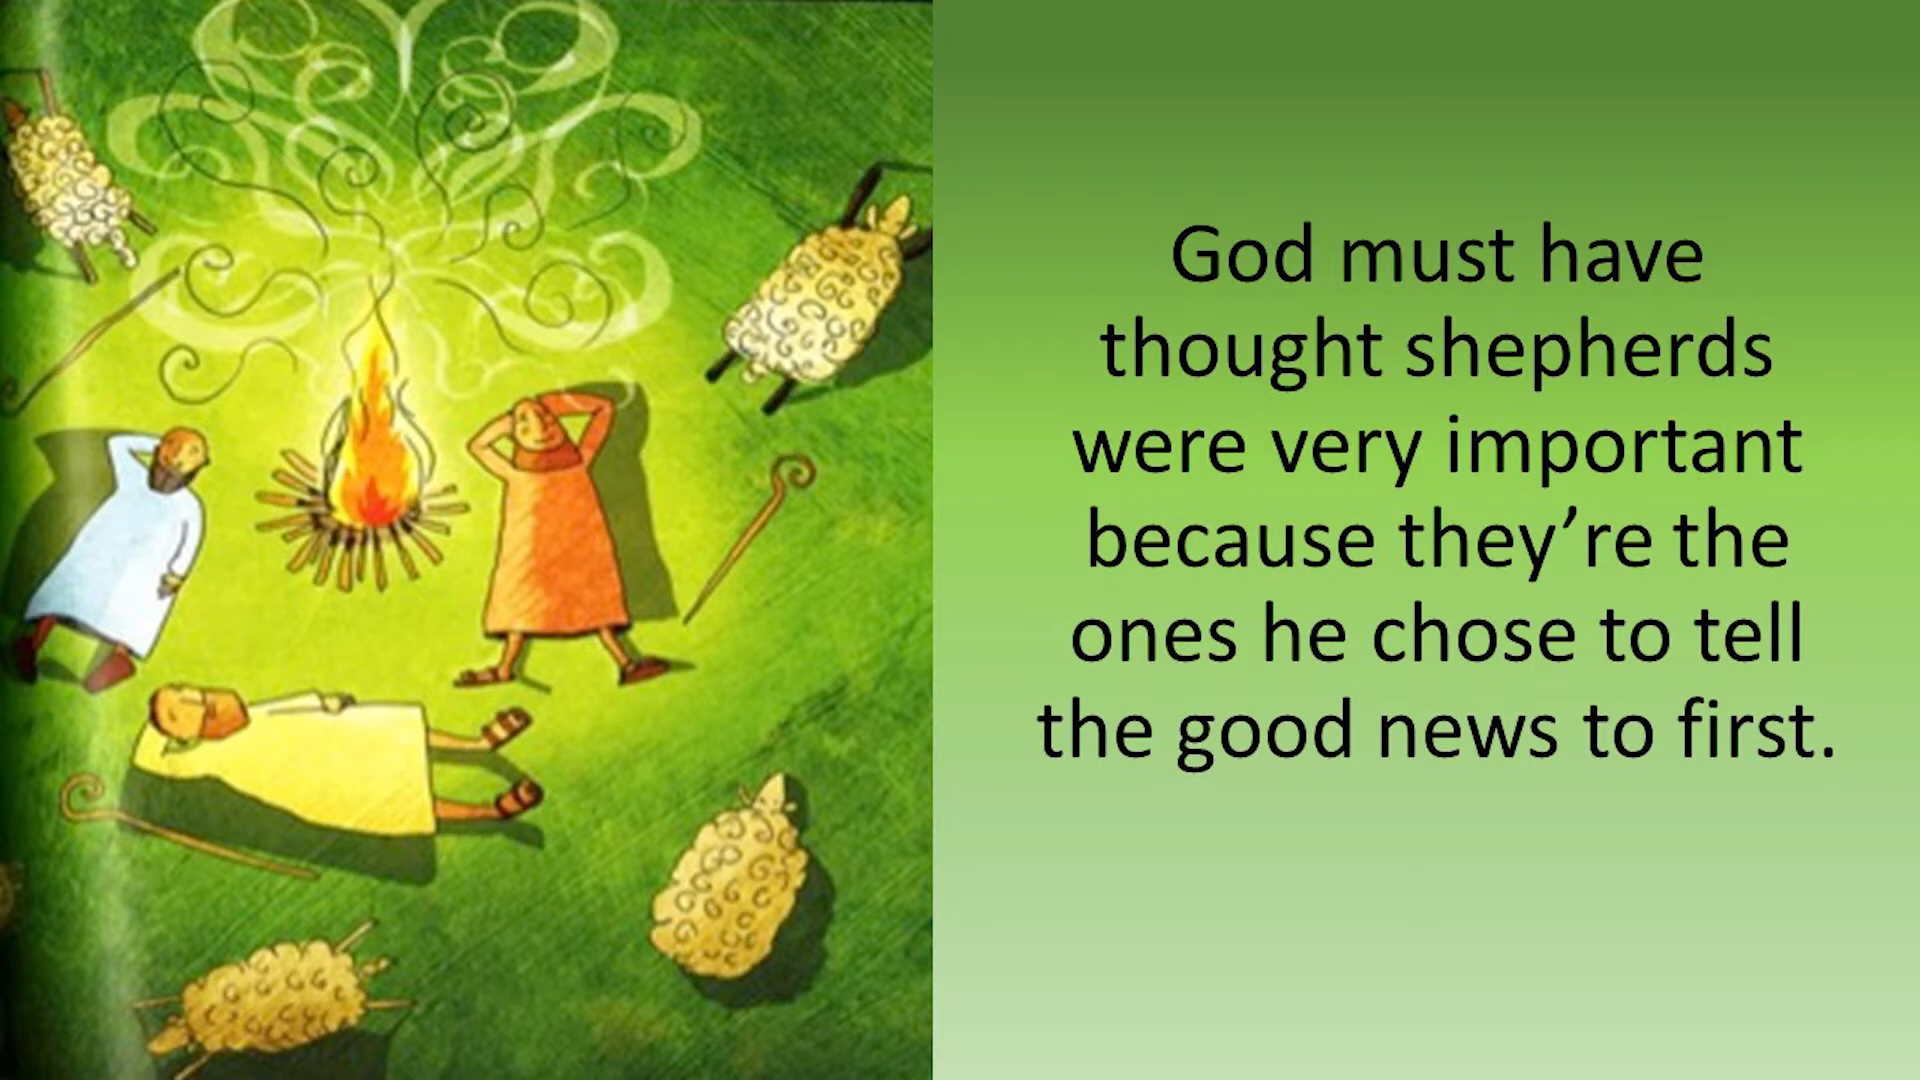 God must have
thought shepherds
were very important
because they’re the
ones he chose to tell
the good news to first.